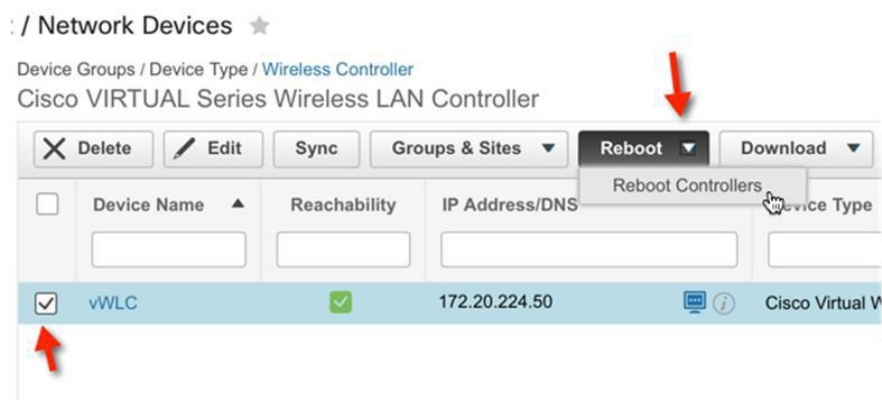 : / Network Devices
Device Groups / Device Type / Wireless Controller
Cisco VIRTUAL Series Wireless LAN Controller
Delete Edit Sync Groups & Sites Reboot Download
Reboot Controllers
Device Name Reachability IP Address/DNS Device Type
vWLC 172.20.224.50 Cisco Virtual W